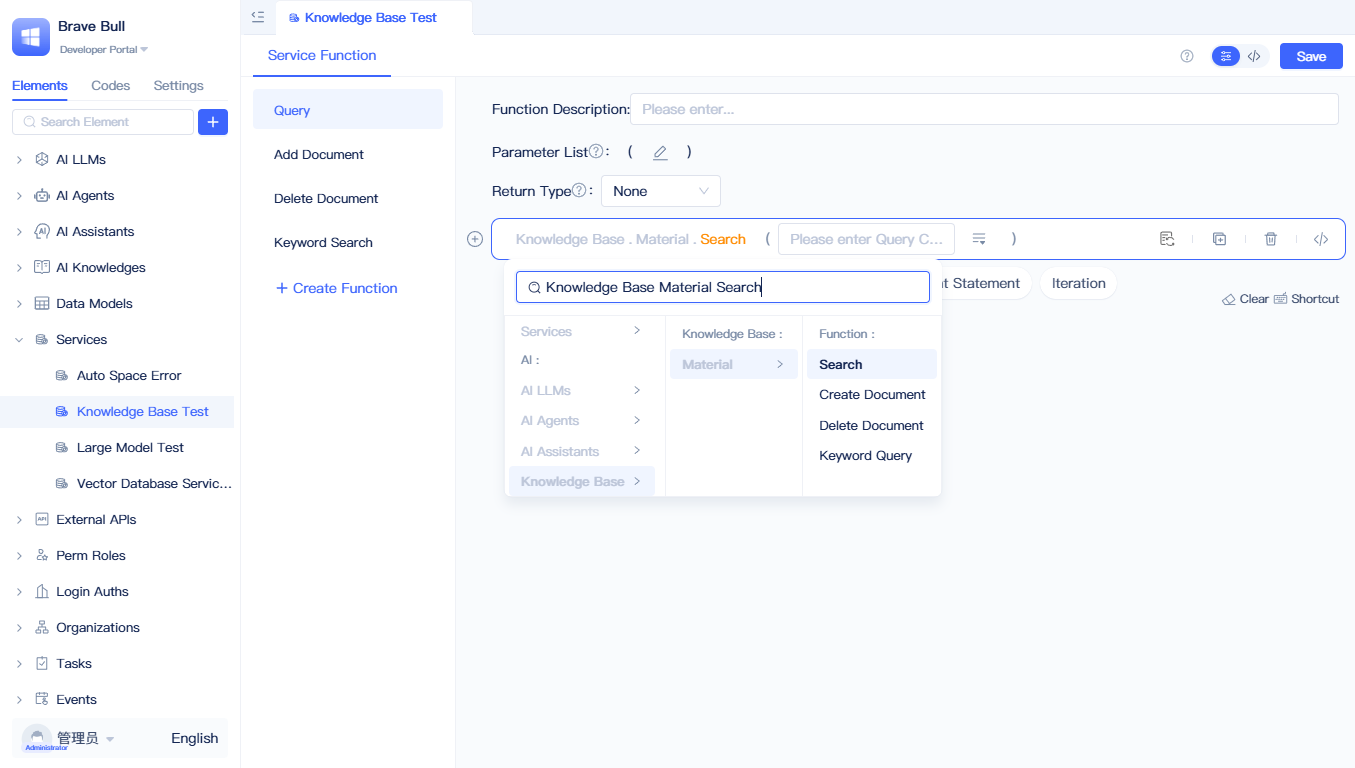 Brave Bull
Developer Portal
Elements Codes Settings
Search Element
AI LLMs
AI Agents
AI Assistants
AI Knowledges
Data Models
Services
Auto Space Error
Knowledge Base Test
Large Model Test
Vector Database Servic...
External APIs
Perm Roles
Login Auths
Organizations
Tasks
Events
Administrator
管理员
English
Knowledge Base Test
Service Function
Save
Query
Add Document
Delete Document
Keyword Search
+ Create Function
Function Description: Please enter...
Parameter List ? : ( )
Return Type ? : None
Knowledge Base . Material . Search ( Please enter Query C... )
Knowledge Base Material Search
t Statement
Iteration
Clear Shortcut
Services
AI :
AI LLMs
AI Agents
AI Assistants
Knowledge Base
Knowledge Base :
Material
Function :
Search
Create Document
Delete Document
Keyword Query